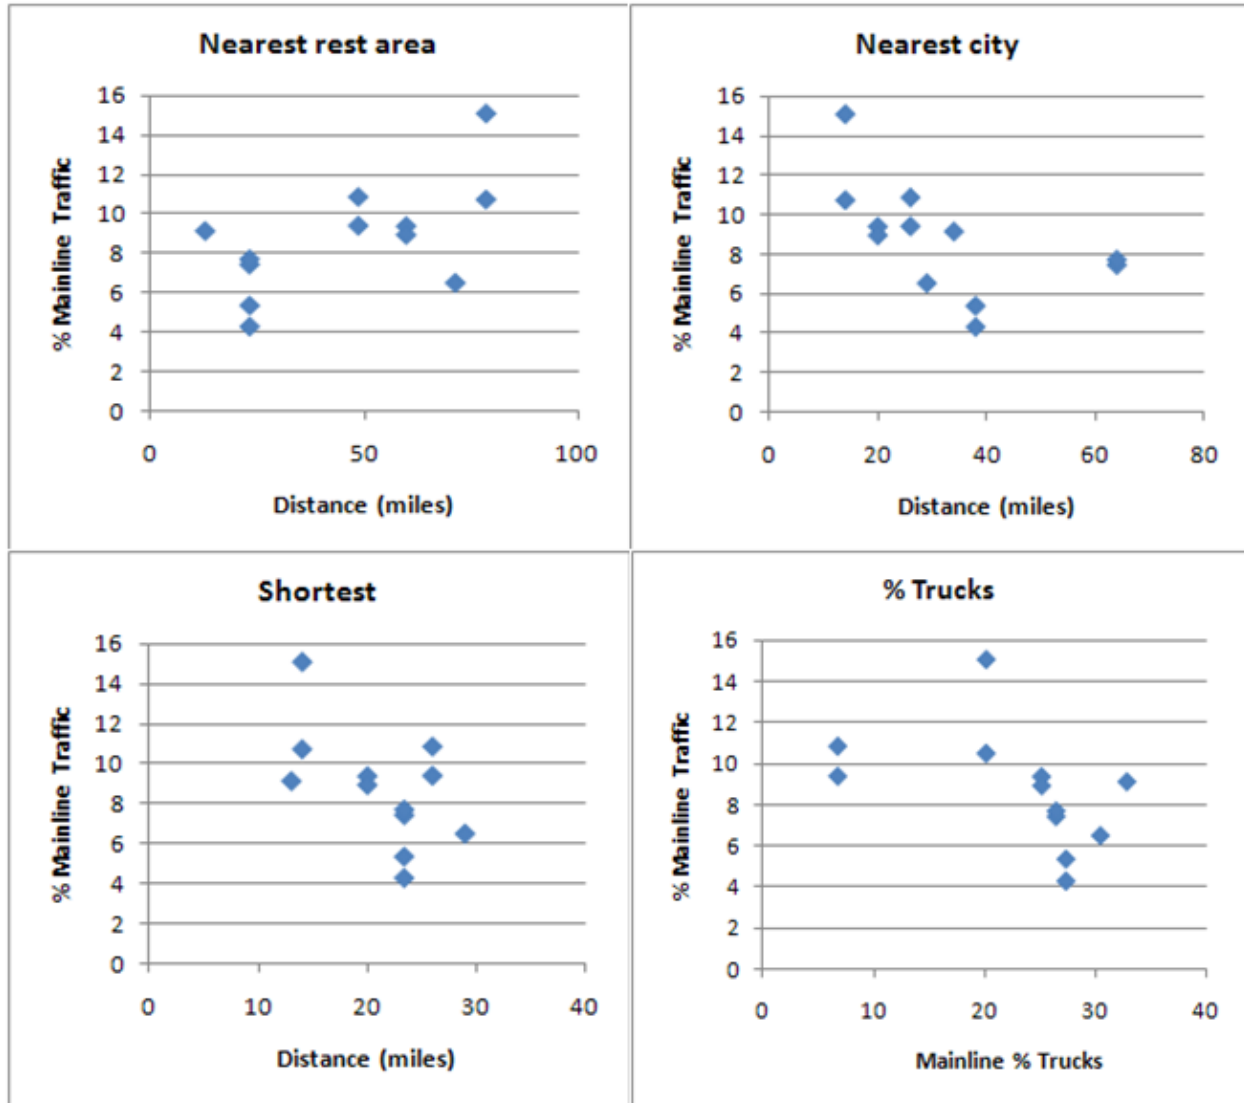 Nearest rest area
16
14
12
10
8
6
4
2
0
% Mainline Traffic
0 50 100
Distance (miles)
Nearest city
16
14
12
10
8
6
4
2
0
% Mainline Traffic
0 20 40 60 80
Distance (miles)
Shortest
16
14
12
10
8
6
4
2
0
% Mainline Traffic
0 10 20 30 40
Distance (miles)
% Trucks
16
14
12
10
8
6
4
2
0
% Mainline Traffic
0 10 20 30 40
Mainline % Trucks